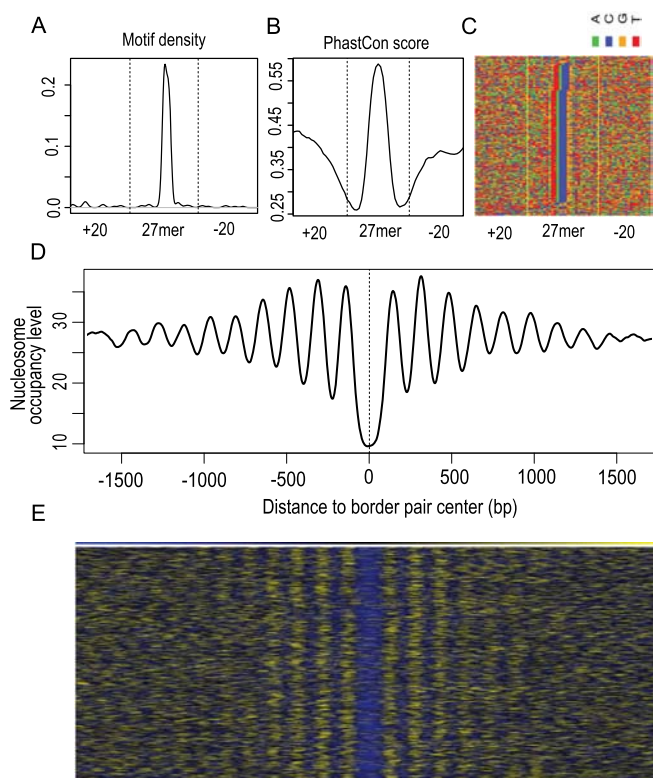 A
Motif density
0.0
0.1
0.2
+20
27mer
-20
B
PhastCon score
0.25
0.35
0.45
0.55
+20
27mer
-20
C
A
C
G
T
+20
27mer
-20
D
Nucleosome
occupancy level
10
20
30
-1500
-1000
-500
0
500
1000
1500
Distance to border pair center (bp)
E